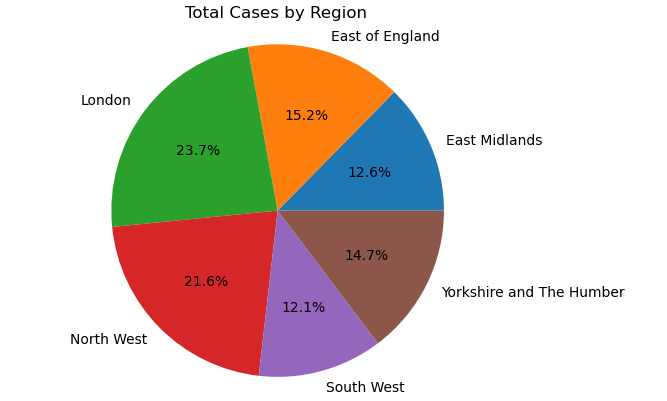 Total Cases by Region
East of England
London
15.2%
East Midlands
23.7%
12.6%
14.7%
21.6%
Yorkshire and The Humber
12.1%
North West
South West